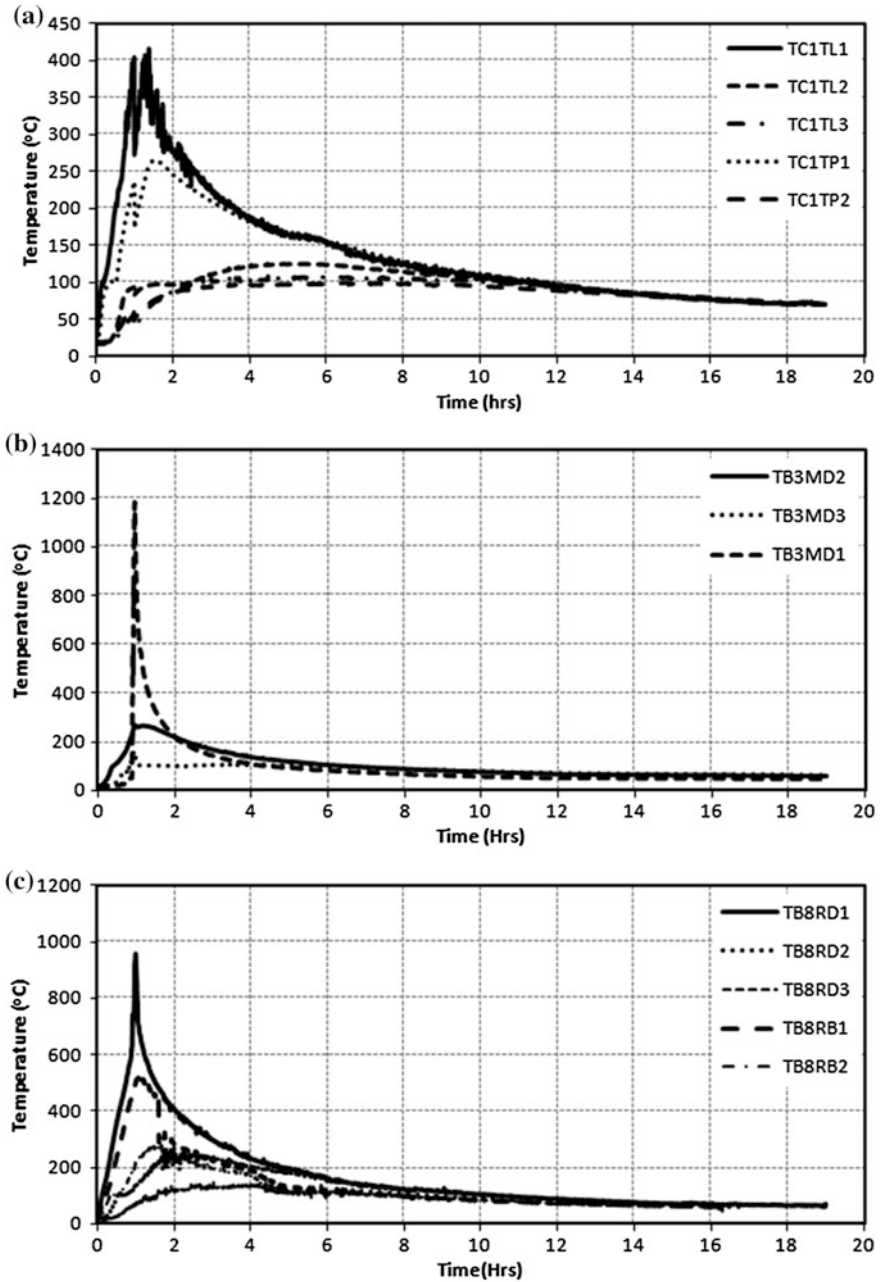 (a)
450
400
350
300
250
200
150
100
50
0
Temperature (°C)
TC1TL1
TC1TL2
TC1TL3
TC1TP1
TC1TP2
0 2 4 6 8 10 12 14 16 18 20
Time (hrs)
(b)
1400
1200
1000
800
600
400
200
0
Temperature (°C)
TB3MD2
TB3MD3
TB3MD1
0 2 4 6 8 10 12 14 16 18 20
Time (Hrs)
(c)
1200
1000
800
600
400
200
0
Temperature (°C)
TB8RD1
TB8RD2
TB8RD3
TB8RB1
TB8RB2
0 2 4 6 8 10 12 14 16 18 20
Time(Hrs)